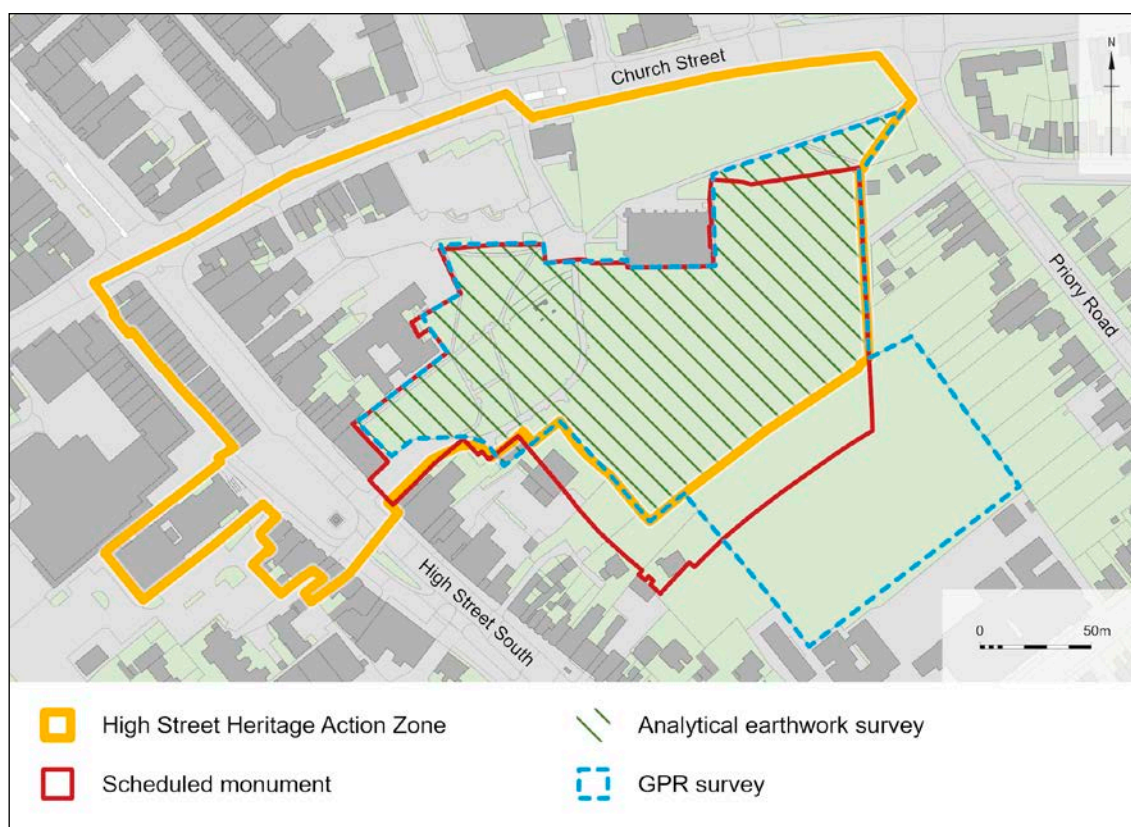 Church Street
N
Priory Road
High Street South
0
50m
High Street Heritage Action Zone
Analytical earthwork survey
Scheduled monument
GPR survey